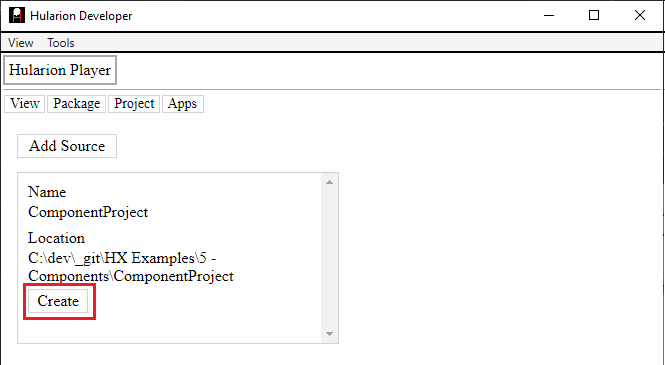 Hularion Developer
View Tools
Hularion Player
View Package Project Apps
Add Source
Name
ComponentProject
Location
C:\dev\_git\HX Examples\5 -
Components\ComponentProject
Create